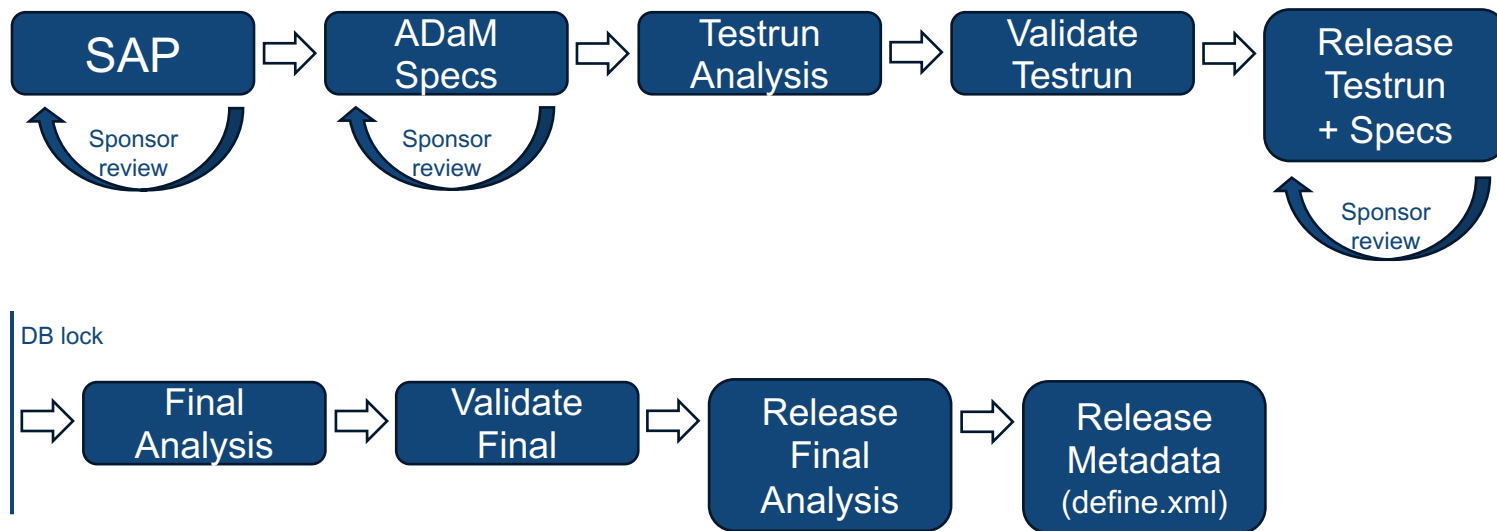 SAP
ADaM
Specs
Testrun
Analysis
Validate
Testrun
Release
Testrun
+ Specs
Sponsor
review
Sponsor
review
Sponsor
review
DB lock
Final
Analysis
Validate
Final
Release
Final
Analysis
Release
Metadata
(define.xml)